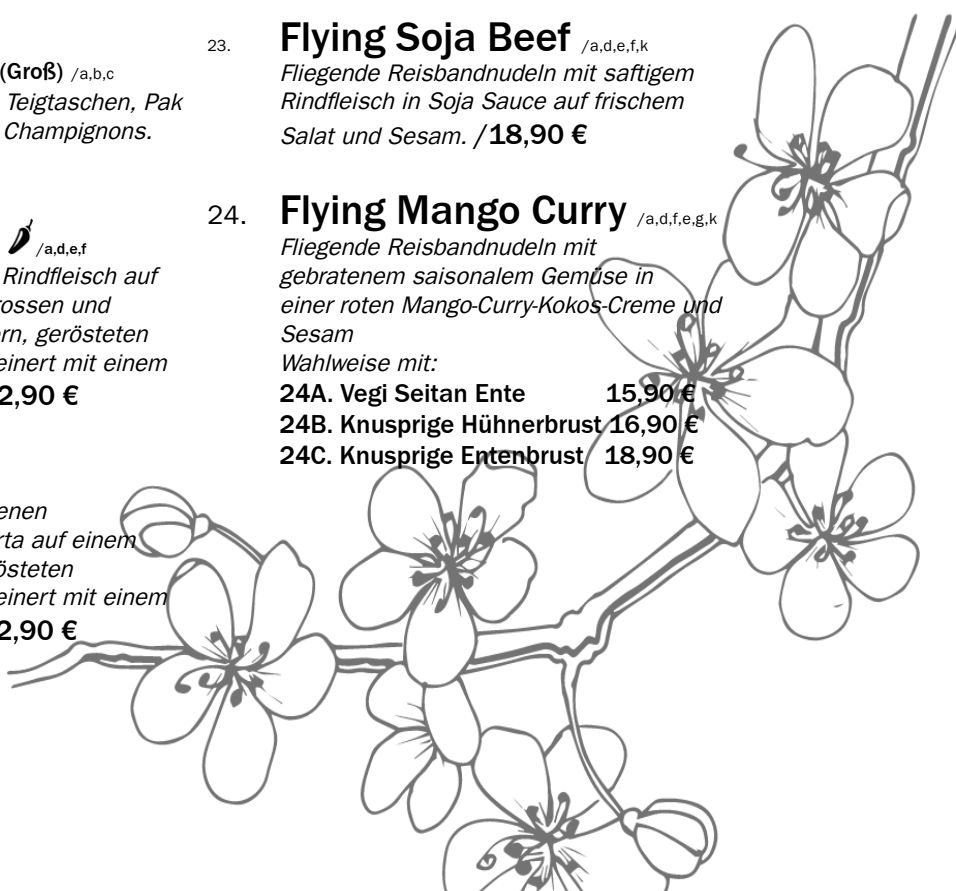 (Groß) /a,b,c
Teigtaschen, Pak
Champignons.
/a,d,e,f
Rindfleisch auf
ossen und
rn, gerösteten
einert mit einem
2,90 €
enen
rta auf einem
östeten
einert mit einem
2,90 €
23. Flying Soja Beef /a,d,e,f,k
Fliegende Reisbandnudeln mit saftigem
Rindfleisch in Soja Sauce auf frischem
Salat und Sesam. /18,90 €
24. Flying Mango Curry /a,d,f,e,g,k
Fliegende Reisbandnudeln mit
gebratenem saisonalem Gemüse in
einer roten Mango-Curry-Kokos-Creme und
Sesam
Wahlweise mit:
24A. Vegi Seitan Ente 15,90 €
24B. Knusprige Hühnerbrust 16,90 €
24C. Knusprige Entenbrust 18,90 €